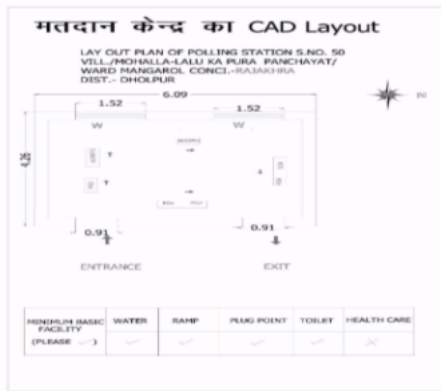 मतदान केन्द्र का CAD Layout
LAY OUT PLAN OF POLLING STATION S.NO. 50
VILL./MOHALLA-LALU KA PURA PANCHAYAT/
WARD MANGAROL CONCI.-RAJAKHRA
DIST.- DHOLPUR
6.09
1.52
1.52
N
W
W
4.26
0.91
0.91
ENTRANCE
EXIT
MINIMUM BASIC FACILITY WATER RAMP PLUG POINT TOILET HEALTH CARE
(PLEASE ✓) ✓ ✓ ✓ ✓ ✗